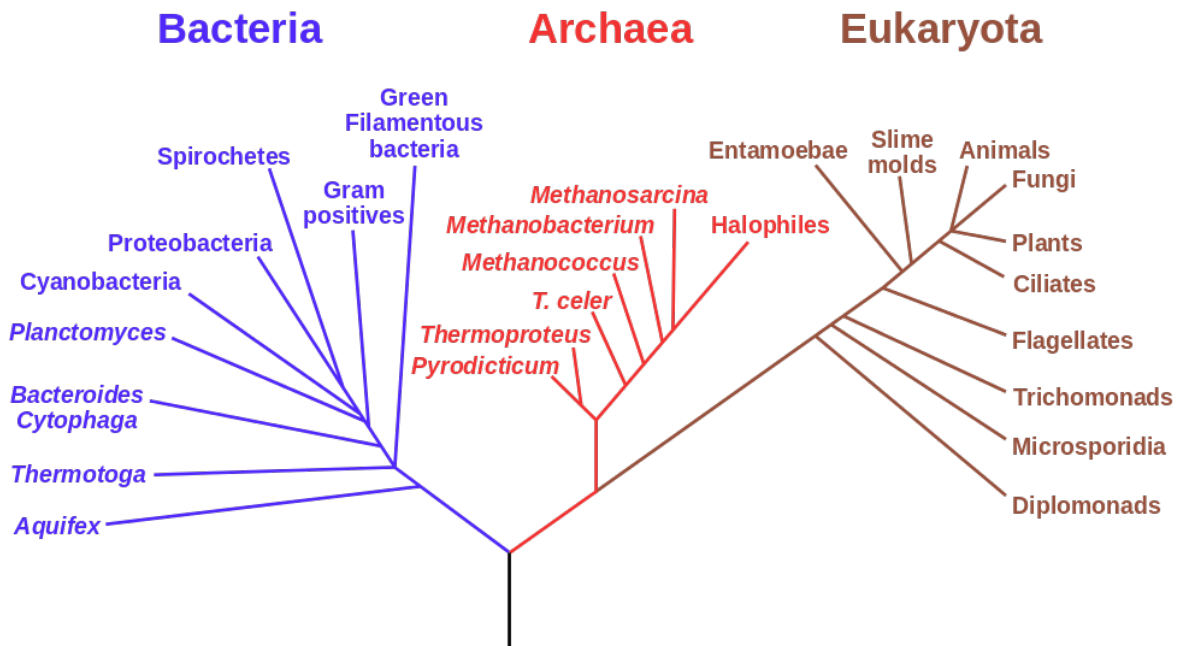 Bacteria
Archaea
Eukaryota
Green
Filamentous
bacteria
Spirochetes
Gram
positives
Proteobacteria
Cyanobacteria
Planctomyces
Bacteroides
Cytophaga
Thermotoga
Aquifex
Methanosarcina
Methanobacterium
Halophiles
Methanococcus
T. celer
Thermoproteus
Pyrodicticum
Entamoebae
Slime
molds
Animals
Fungi
Plants
Ciliates
Flagellates
Trichomonads
Microsporidia
Diplomonads